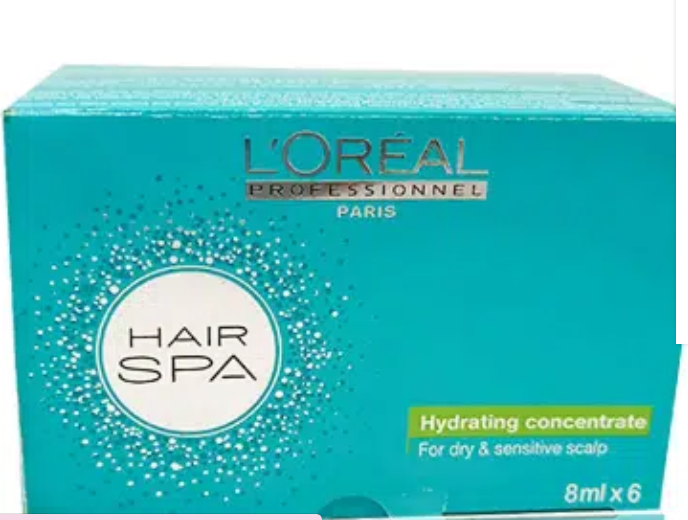 L'ORÉAL
PROFESSIONNEL
PARIS
HAIR
SPA
Hydrating concentrate
For dry & sensitive scalp
8ml x 6